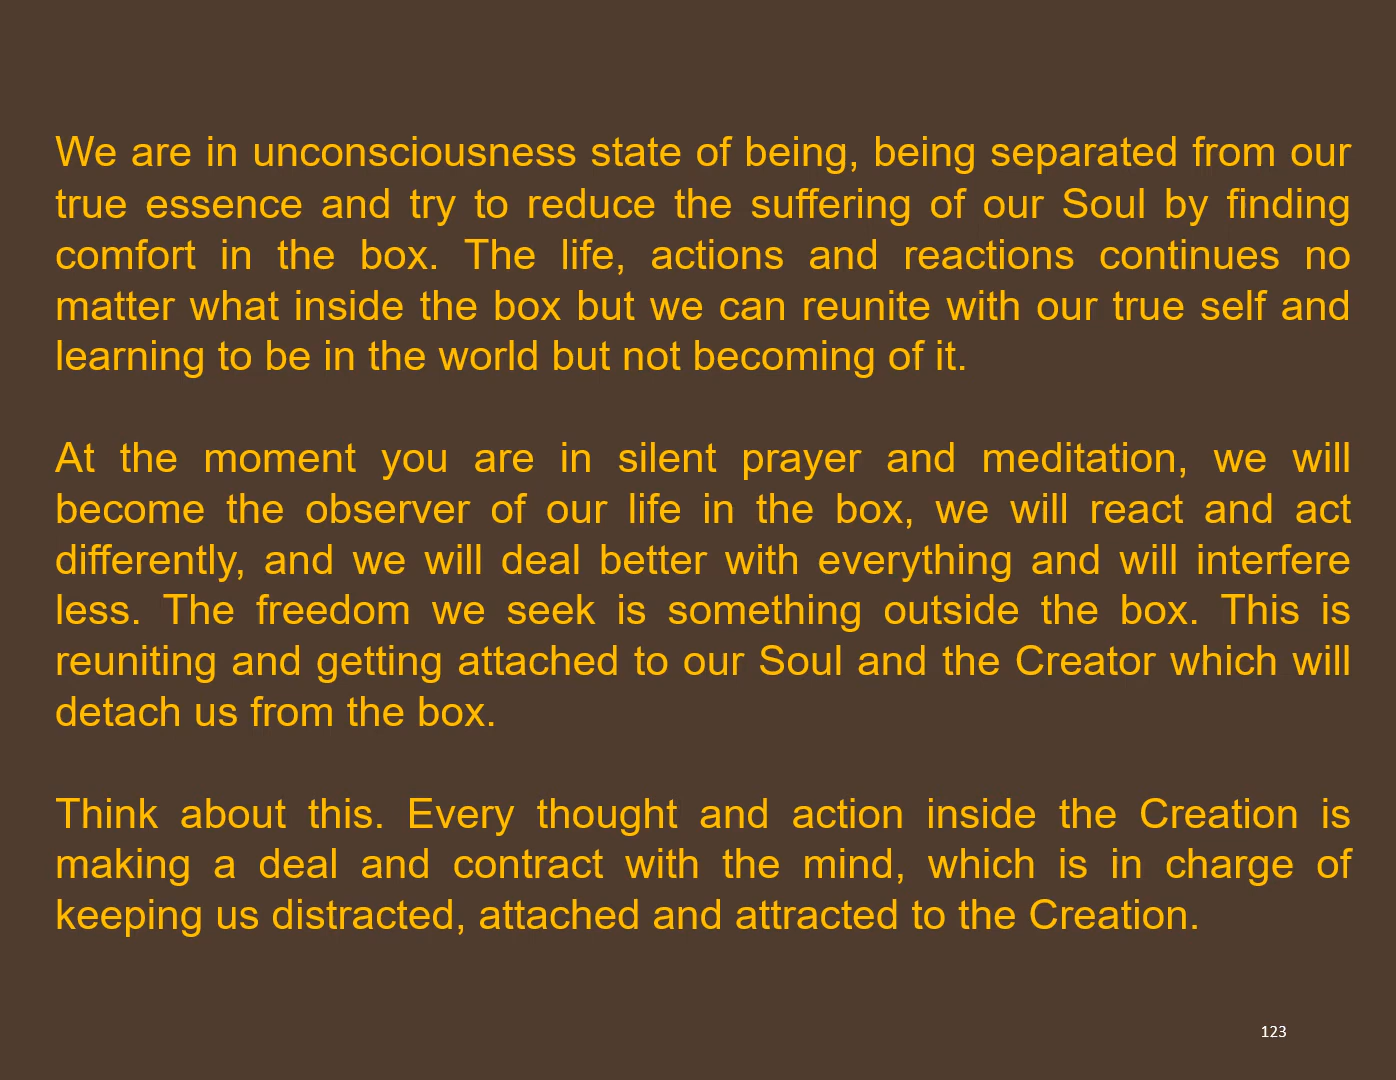 We are in unconsciousness state of being, being separated from our
true essence and try to reduce the suffering of our Soul by finding
comfort in the box. The life, actions and reactions continues no
matter what inside the box but we can reunite with our true self and
learning to be in the world but not becoming of it.
At the moment you are in silent prayer and meditation, we will
become the observer of our life in the box, we will react and act
differently, and we will deal better with everything and will interfere
less. The freedom we seek is something outside the box. This is
reuniting and getting attached to our Soul and the Creator which will
detach us from the box.
Think about this. Every thought and action inside the Creation is
making a deal and contract with the mind, which is in charge of
keeping us distracted, attached and attracted to the Creation.
123